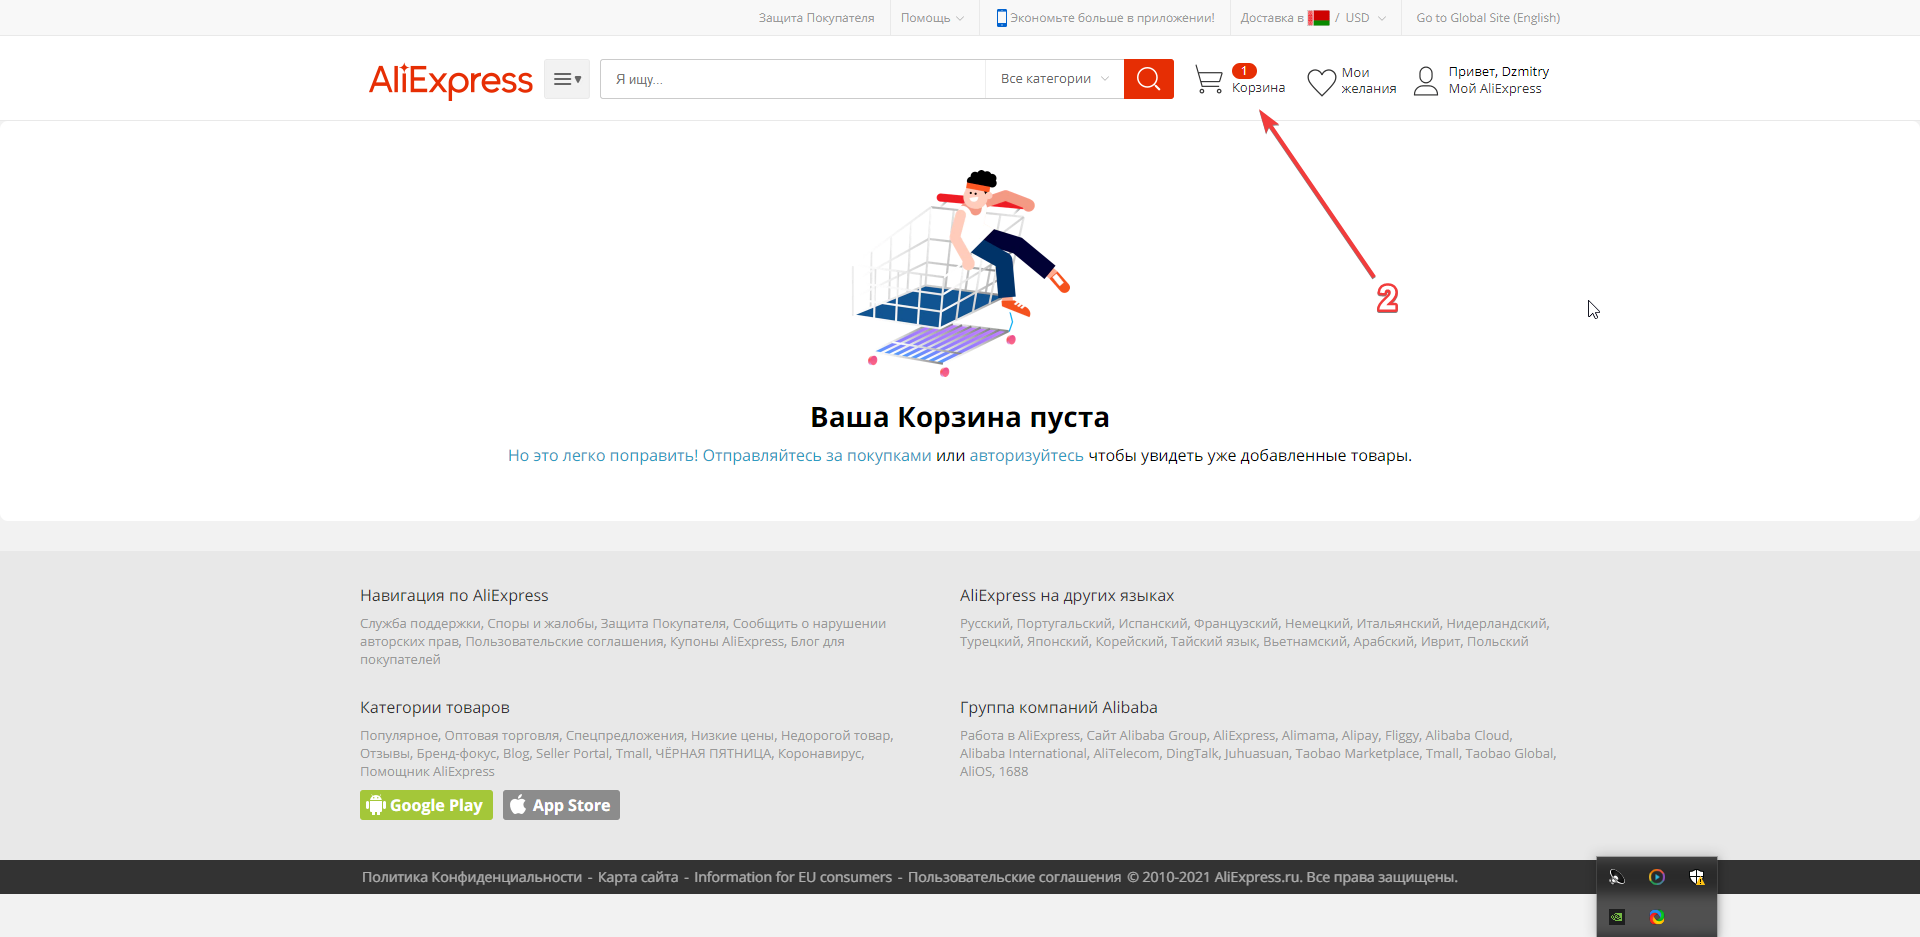 Защита Покупателя Помощь Экономьте больше в приложении! Доставка в / USD Go to Global Site (English)
AliExpress Я ищу... Все категории 1 Корзина Мои желания Привет, Dzmitry Мой AliExpress
2
Ваша Корзина пуста
Но это легко поправить! Отправляйтесь за покупками или авторизуйтесь чтобы увидеть уже добавленные товары.
Навигация по AliExpress
Служба поддержки, Споры и жалобы, Защита Покупателя, Сообщить о нарушении
авторских прав, Пользовательские соглашения, Купоны AliExpress, Блог для
покупателей
AliExpress на других языках
Русский, Португальский, Испанский, Французский, Немецкий, Итальянский, Нидерландский,
Турецкий, Японский, Корейский, Тайский язык, Вьетнамский, Арабский, Иврит, Польский
Категории товаров
Популярное, Оптовая торговля, Спецпредложения, Низкие цены, Недорогой товар,
Отзывы, Бренд-фокус, Blog, Seller Portal, Tmall, ЧЁРНАЯ ПЯТНИЦА, Коронавирус,
Помощник AliExpress
Google Play App Store
Группа компаний Alibaba
Работа в AliExpress, Сайт Alibaba Group, AliExpress, Alimama, Alipay, Fliggy, Alibaba Cloud,
Alibaba International, AliTelecom, DingTalk, Juhuasuan, Taobao Marketplace, Tmall, Taobao Global,
AliOS, 1688
Политика Конфиденциальности - Карта сайта - Information for EU consumers - Пользовательские соглашения © 2010-2021 AliExpress.ru. Все права защищены.